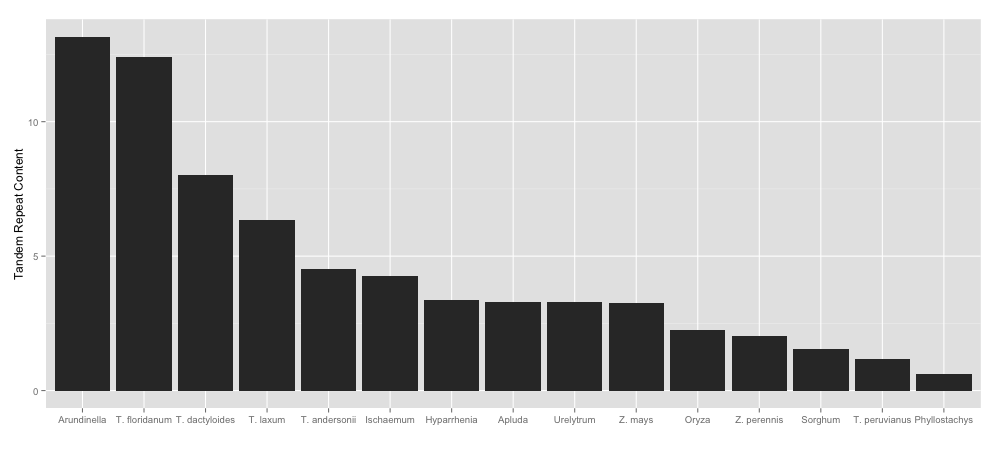 Tandem Repeat Content
10
5
0
Arundinella T. floridanum T. dactyloides T. laxum T. andersonii Ischaemum Hyparrhenia Apluda Urelytrum Z. mays Oryza Z. perennis Sorghum T. peruvianus Phyllostachys